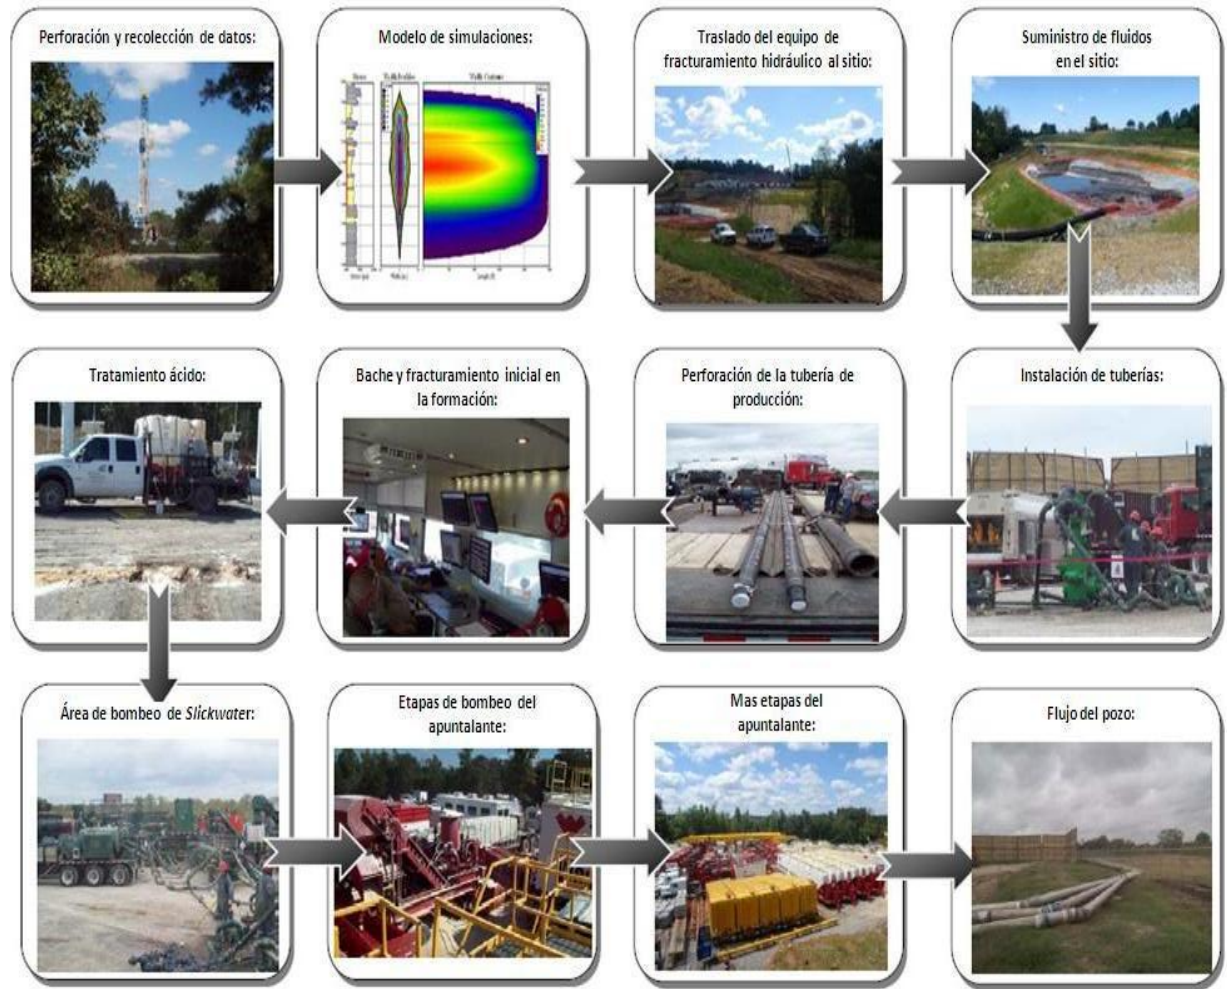 Perforación y recolección de datos:
Modelo de simulaciones:
Traslado del equipo de
fracturamiento hidráulico al sitio:
Suministro de fluidos
en el sitio:
Instalación de tuberías:
Perforación de la tubería de
producción:
Bache y fracturamiento inicial en
la formación:
Tratamiento ácido:
Área de bombeo de Slickwater:
Etapas de bombeo del
apuntalante:
Mas etapas del
apuntalante:
Flujo del pozo: